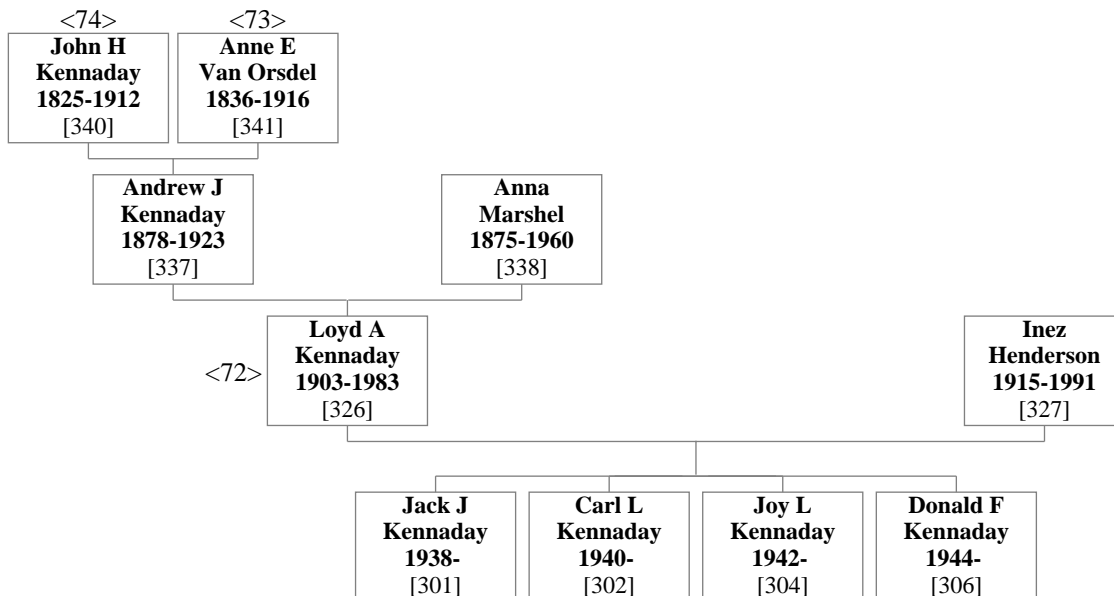 <74>
<73>
John H
Kennaday
1825-1912
[340]
Anne E
Van Orsdel
1836-1916
[341]
Andrew J
Kennaday
1878-1923
[337]
Anna
Marshel
1875-1960
[338]
<72>
Loyd A
Kennaday
1903-1983
[326]
Inez
Henderson
1915-1991
[327]
Jack J
Kennaday
1938-
[301]
Carl L
Kennaday
1940-
[302]
Joy L
Kennaday
1942-
[304]
Donald F
Kennaday
1944-
[306]